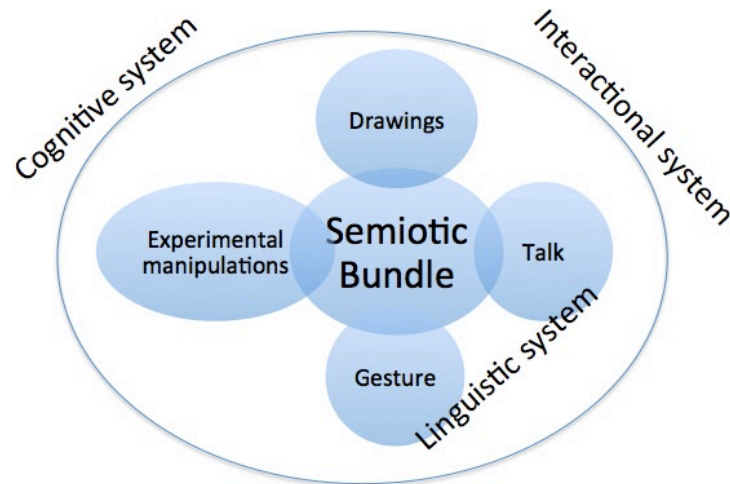 Cognitive system
Interactional system
Drawings
Experimental
manipulations
Semiotic
Bundle
Talk
Gesture
Linguistic system